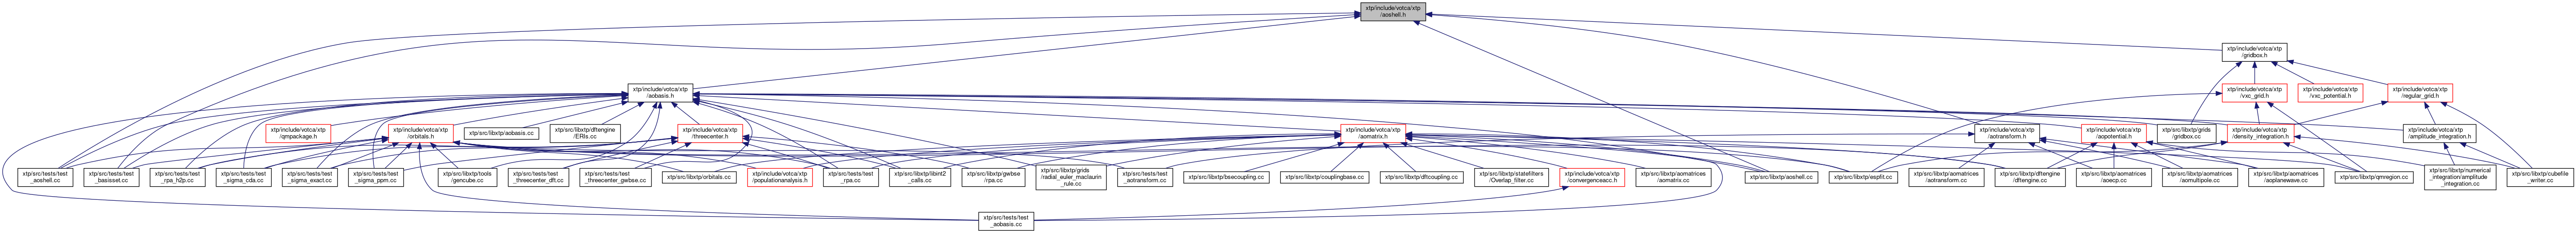 xtp/include/votca/xtp
/aoshell.h
xtp/include/votca/xtp
/gridbox.h
xtp/include/votca/xtp
/aobasis.h
xtp/include/votca/xtp
/vxc_grid.h
xtp/include/votca/xtp
/vxc_potential.h
xtp/include/votca/xtp
/regular_grid.h
xtp/include/votca/xtp
/qmpackage.h
xtp/include/votca/xtp
/orbitals.h
xtp/src/libxtp/aobasis.cc
xtp/src/libxtp/dftengine
/ERIs.cc
xtp/include/votca/xtp
/threecenter.h
xtp/include/votca/xtp
/aomatrix.h
xtp/include/votca/xtp
/aotransform.h
xtp/include/votca/xtp
/aopotential.h
xtp/src/libxtp/grids
/gridbox.cc
xtp/include/votca/xtp
/density_integration.h
xtp/include/votca/xtp
/amplitude_integration.h
xtp/src/tests/test
_aoshell.cc
xtp/src/tests/test
_basisset.cc
xtp/src/tests/test
_rpa_h2p.cc
xtp/src/tests/test
_sigma_cda.cc
xtp/src/tests/test
_sigma_exact.cc
xtp/src/tests/test
_sigma_ppm.cc
xtp/src/libxtp/tools
/gencube.cc
xtp/src/tests/test
_threecenter_dft.cc
xtp/src/tests/test
_threecenter_gwbse.cc
xtp/src/libxtp/orbitals.cc
xtp/include/votca/xtp
/populationanalysis.h
xtp/src/tests/test
_rpa.cc
xtp/src/libxtp/libint2
_calls.cc
xtp/src/libxtp/gwbse
/rpa.cc
xtp/src/libxtp/grids
/radial_euler_maclaurin
_rule.cc
xtp/src/tests/test
_aotransform.cc
xtp/src/libxtp/bsecoupling.cc
xtp/src/libxtp/couplingbase.cc
xtp/src/libxtp/dftcoupling.cc
xtp/src/libxtp/statefilters
/Overlap_filter.cc
xtp/include/votca/xtp
/convergenceacc.h
xtp/src/libxtp/aomatrices
/aomatrix.cc
xtp/src/libxtp/aoshell.cc
xtp/src/libxtp/espfit.cc
xtp/src/libxtp/aomatrices
/aotransform.cc
xtp/src/libxtp/dftengine
/dftengine.cc
xtp/src/libxtp/aomatrices
/aoecp.cc
xtp/src/libxtp/aomatrices
/aomultipole.cc
xtp/src/libxtp/aomatrices
/aoplanewave.cc
xtp/src/libxtp/qmregion.cc
xtp/src/libxtp/numerical
_integration/amplitude
_integration.cc
xtp/src/libxtp/cubefile
_writer.cc
xtp/src/tests/test
_aobasis.cc